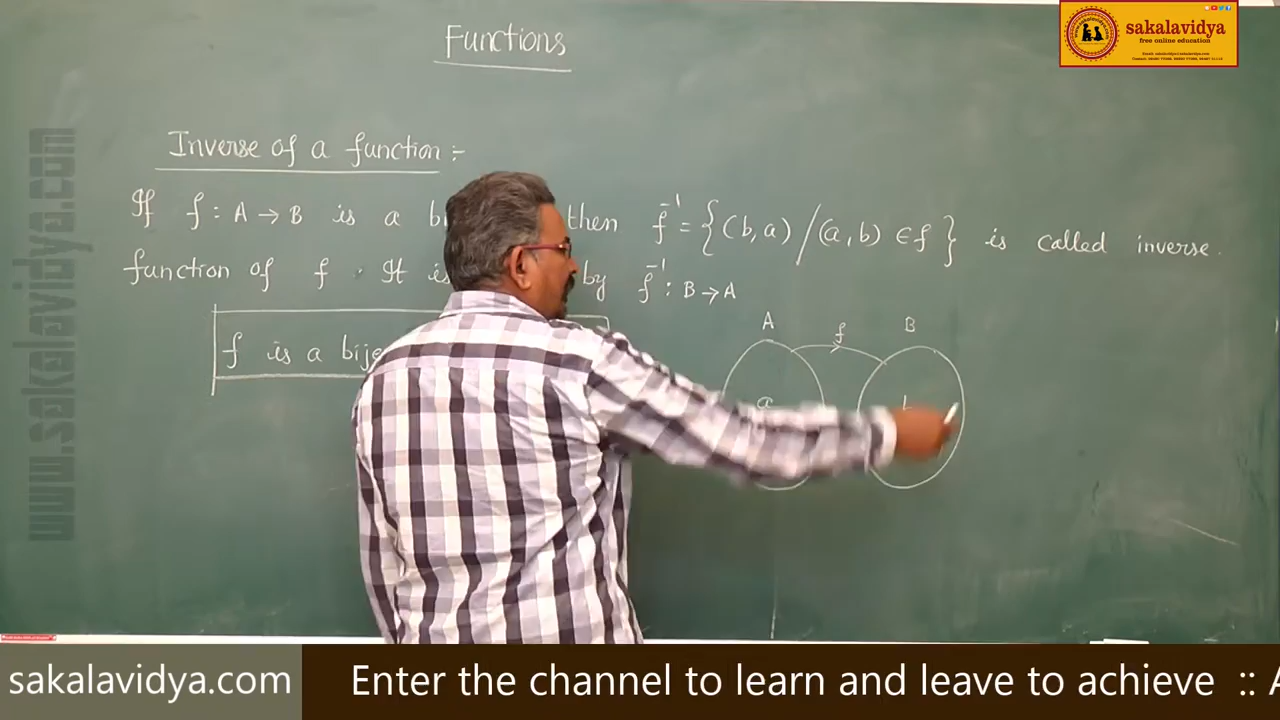 Functions
sakalavidya
free online education
Inverse of a function :-
If f : A → B is a then f⁻¹ = {(b, a) / (a, b) ∈ f } is called inverse
function of f . It is by f⁻¹ : B → A
f is a bije
A f B
a
www.sakalavidya.com
sakalavidya.com Enter the channel to learn and leave to achieve :: A